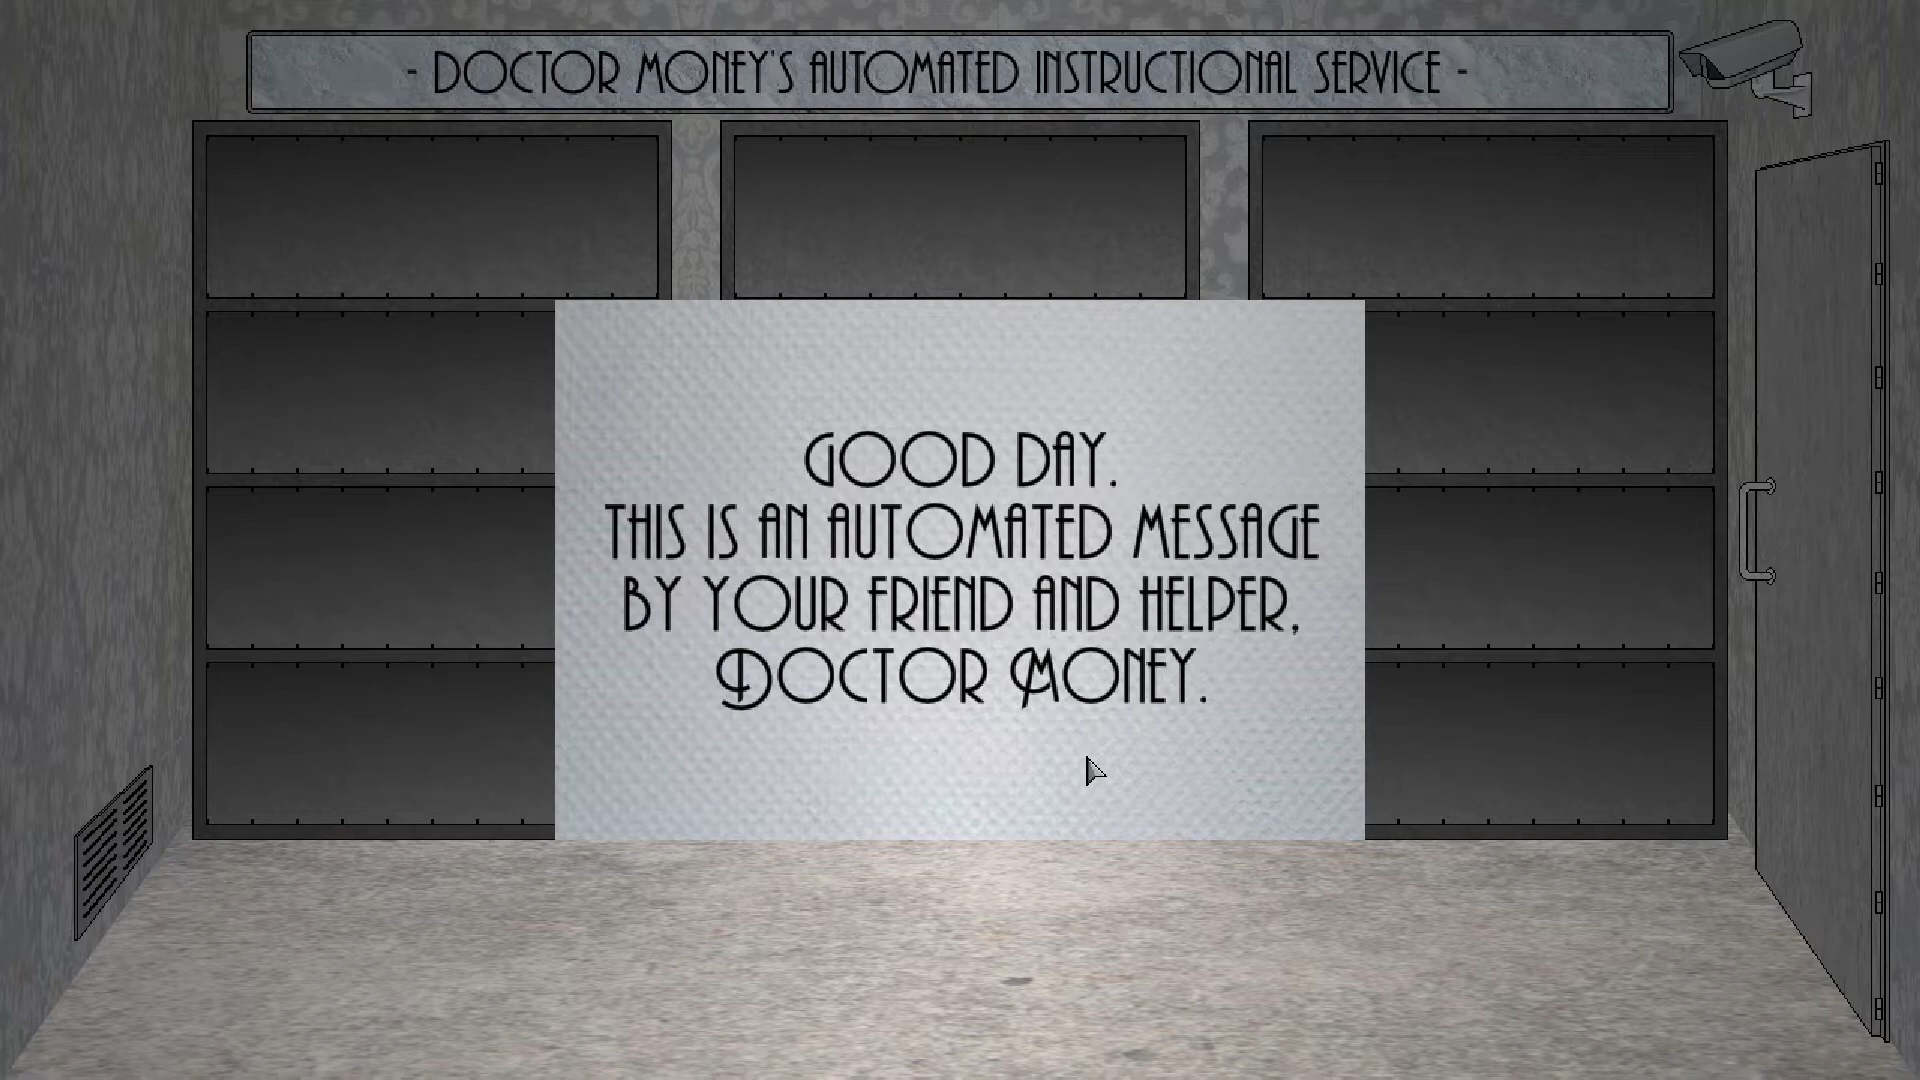 - DOCTOR MONEY'S AUTOMATED INSTRUCTIONAL SERVICE -
GOOD DAY.
THIS IS AN AUTOMATED MESSAGE
BY YOUR FRIEND AND HELPER,
DOCTOR MONEY.